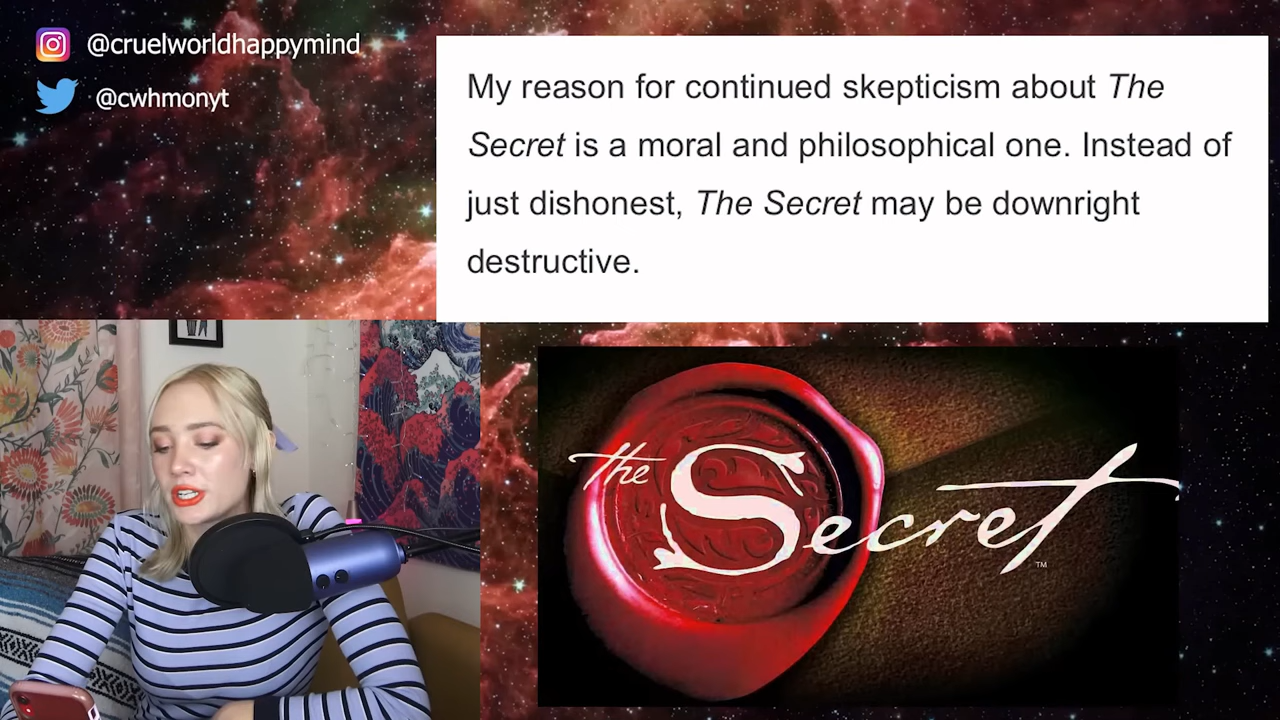 @cruelworldhappymind
@cwhmonyt
My reason for continued skepticism about The
Secret is a moral and philosophical one. Instead of
just dishonest, The Secret may be downright
destructive.
the Secret
TM